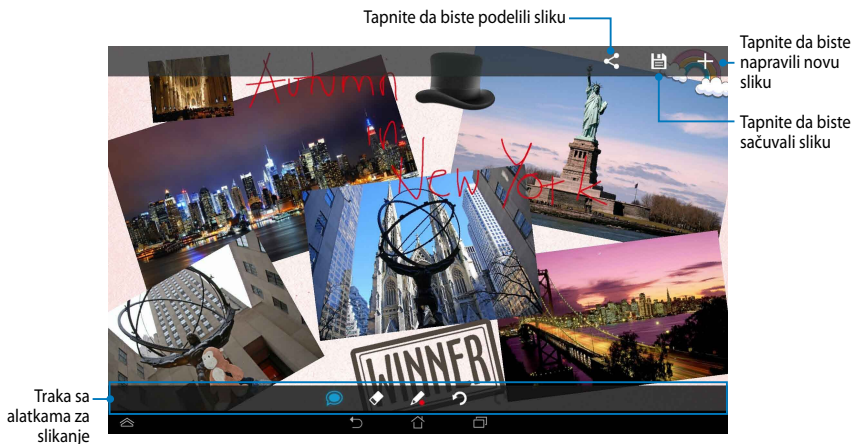 Tapnite da biste podelili sliku
Tapnite da biste
napravili novu
sliku
Tapnite da biste
sačuvali sliku
Autumn
in
New York
WINNER
Traka sa
alatkama za
slikanje